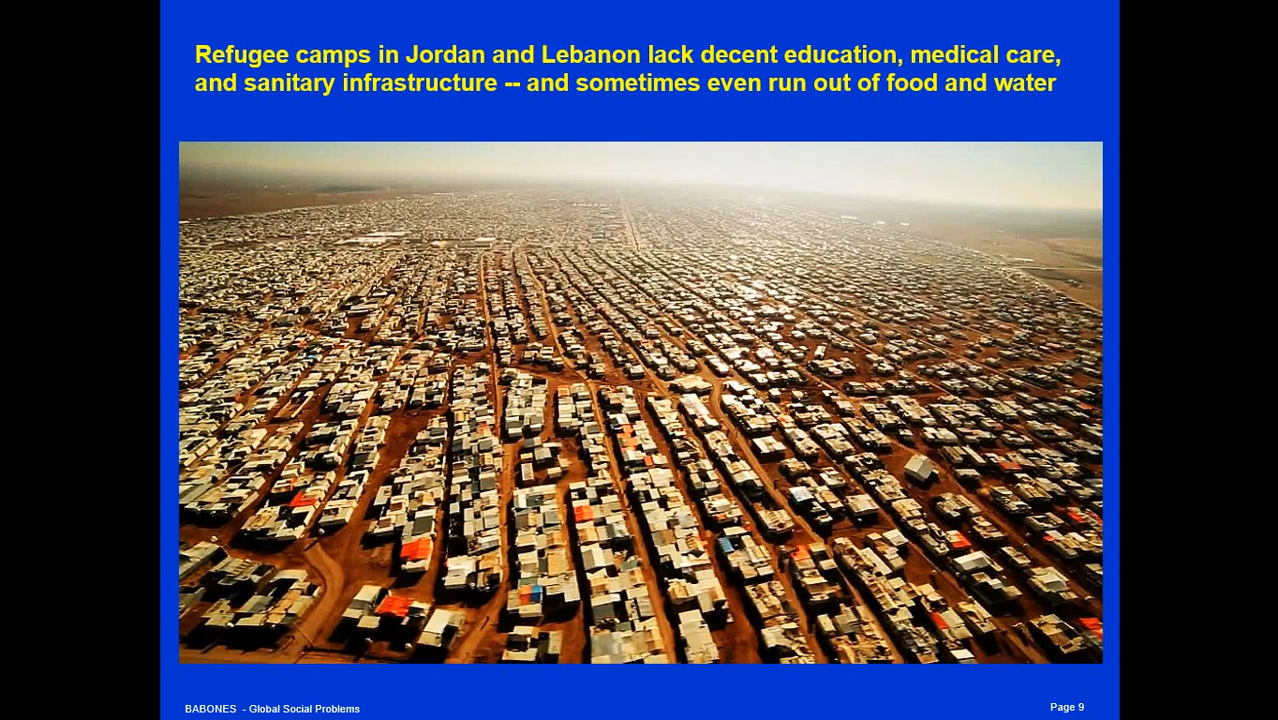 Refugee camps in Jordan and Lebanon lack decent education, medical care,
and sanitary infrastructure -- and sometimes even run out of food and water
BABONES - Global Social Problems
Page 9